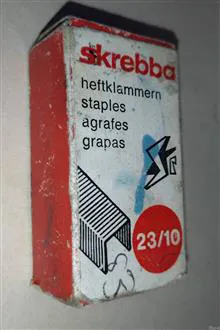 skrebba
heftklammern
staples
agrafes
grapas
23/10